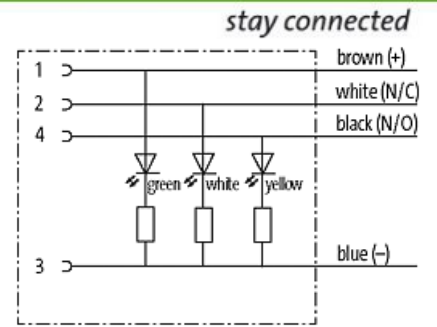 stay connected
1 brown (+)
2 white (N/C)
4 black (N/O)
green white yellow
3 blue (–)